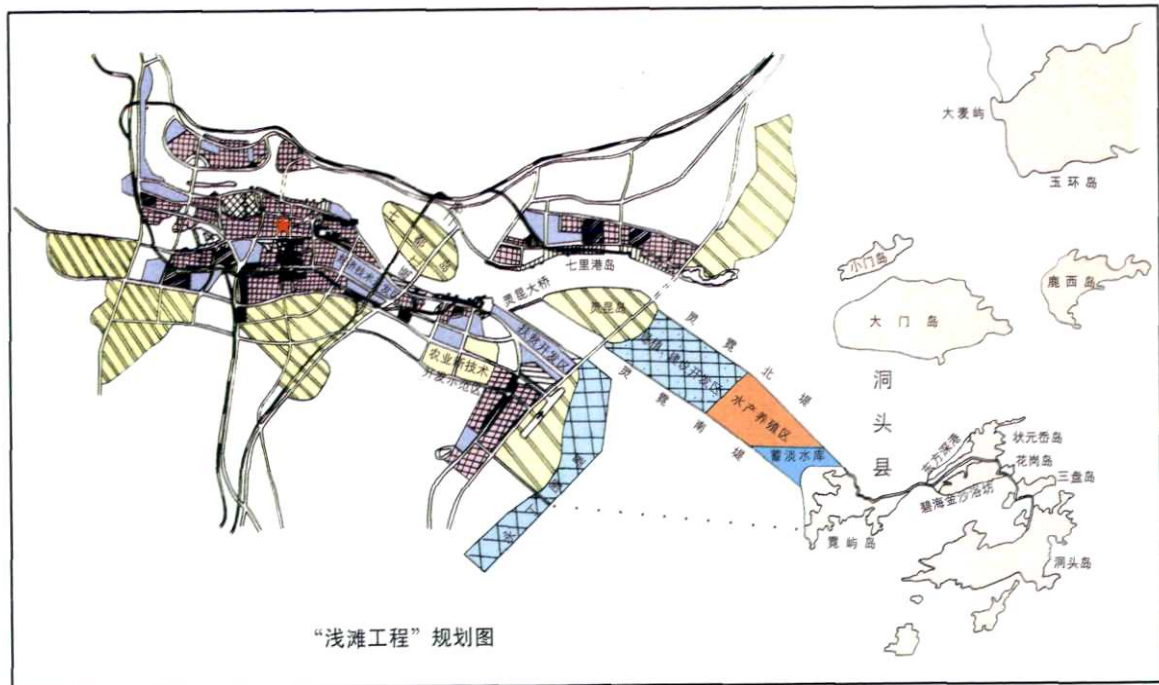 大麦屿
玉环岛
七里港岛
小门岛
鹿西岛
大门岛
灵昆大桥
灵昆岛
扶贫开发区
农业新技术
开发示范区
灵霓北堤
灵霓南堤
水产养殖区
蓄淡水库
洞头县
东方深港
状元岙岛
花岗岛
碧海金沙浴场
三盘岛
霓屿岛
洞头岛
“浅滩工程”规划图